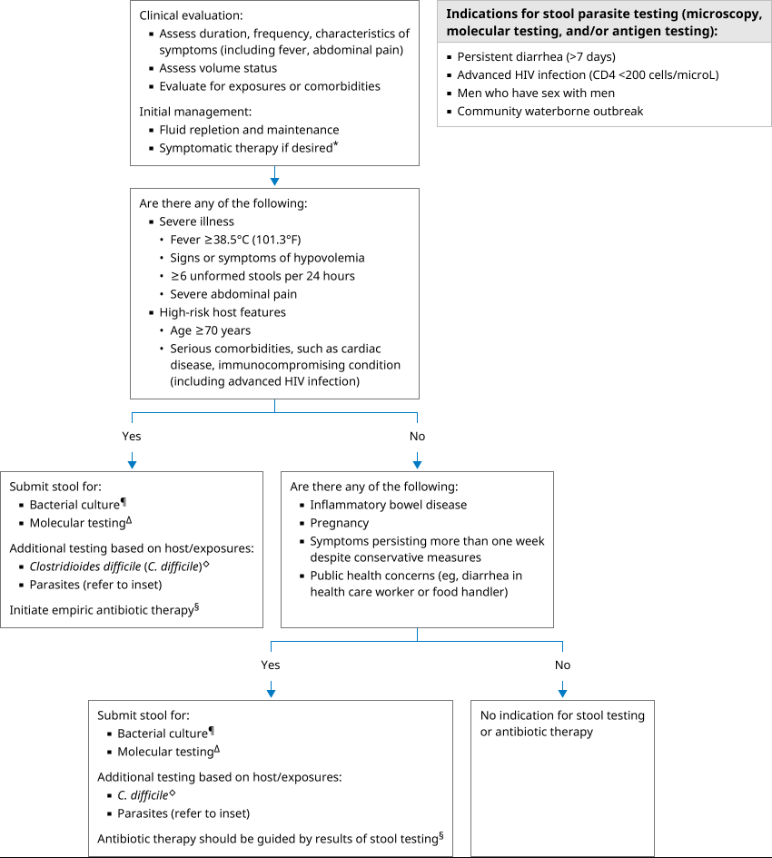 Clinical evaluation:
▪ Assess duration, frequency, characteristics of
symptoms (including fever, abdominal pain)
▪ Assess volume status
▪ Evaluate for exposures or comorbidities
Initial management:
▪ Fluid repletion and maintenance
▪ Symptomatic therapy if desired*
Indications for stool parasite testing (microscopy,
molecular testing, and/or antigen testing):
▪ Persistent diarrhea (>7 days)
▪ Advanced HIV infection (CD4 <200 cells/microL)
▪ Men who have sex with men
▪ Community waterborne outbreak
Are there any of the following:
▪ Severe illness
• Fever ≥38.5°C (101.3°F)
• Signs or symptoms of hypovolemia
• ≥6 unformed stools per 24 hours
• Severe abdominal pain
▪ High-risk host features
• Age ≥70 years
• Serious comorbidities, such as cardiac
disease, immunocompromising condition
(including advanced HIV infection)
Yes
No
Submit stool for:
▪ Bacterial culture¶
▪ Molecular testingΔ
Additional testing based on host/exposures:
▪ Clostridioides difficile (C. difficile)◇
▪ Parasites (refer to inset)
Initiate empiric antibiotic therapy§
Are there any of the following:
▪ Inflammatory bowel disease
▪ Pregnancy
▪ Symptoms persisting more than one week
despite conservative measures
▪ Public health concerns (eg, diarrhea in
health care worker or food handler)
Yes
No
Submit stool for:
▪ Bacterial culture¶
▪ Molecular testingΔ
Additional testing based on host/exposures:
▪ C. difficile◇
▪ Parasites (refer to inset)
Antibiotic therapy should be guided by results of stool testing§
No indication for stool testing
or antibiotic therapy